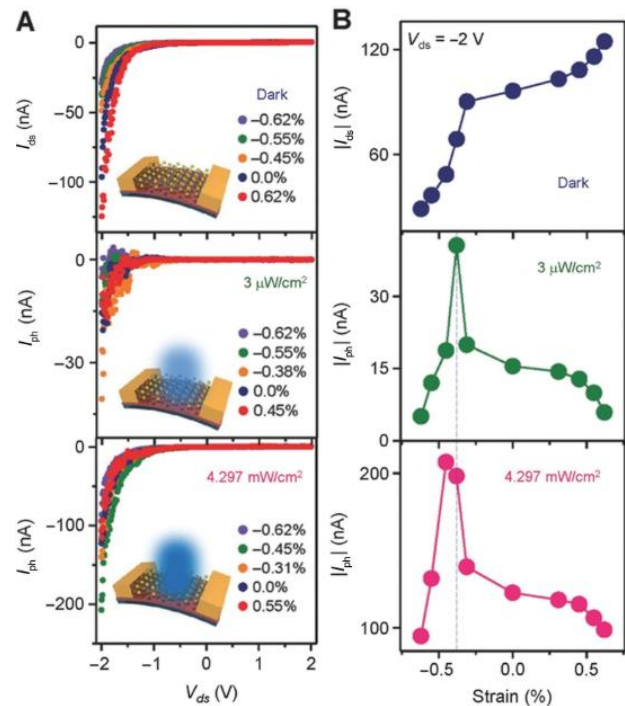 A
0
-50
-100
I_ds (nA)
Dark
−0.62%
−0.55%
−0.45%
0.0%
0.62%
0
-30
I_ph (nA)
3 μW/cm²
−0.62%
−0.55%
−0.38%
0.0%
0.45%
0
-50
-100
-150
-200
I_ph (nA)
4.297 mW/cm²
−0.62%
−0.45%
−0.31%
0.0%
0.55%
−2 −1 0 1 2
V_ds (V)
B
V_ds = −2 V
120
60
|I_ds| (nA)
Dark
30
15
0
|I_ph| (nA)
3 μW/cm²
200
100
|I_ph| (nA)
4.297 mW/cm²
−0.5 0.0 0.5
Strain (%)